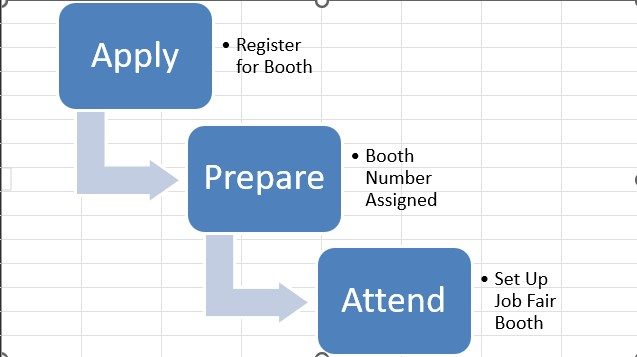 Apply
• Register
for Booth
Prepare
• Booth
Number
Assigned
Attend
• Set Up
Job Fair
Booth